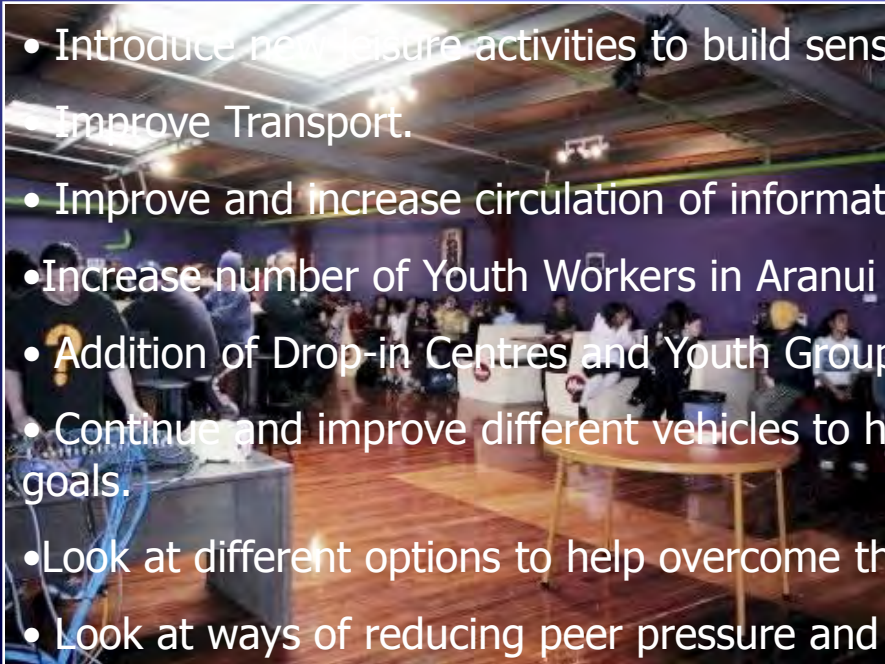 • Introduce new leisure activities to build sens
• Improve Transport.
• Improve and increase circulation of informat
•Increase number of Youth Workers in Aranui
• Addition of Drop-in Centres and Youth Group
• Continue and improve different vehicles to h
goals.
•Look at different options to help overcome th
• Look at ways of reducing peer pressure and
?